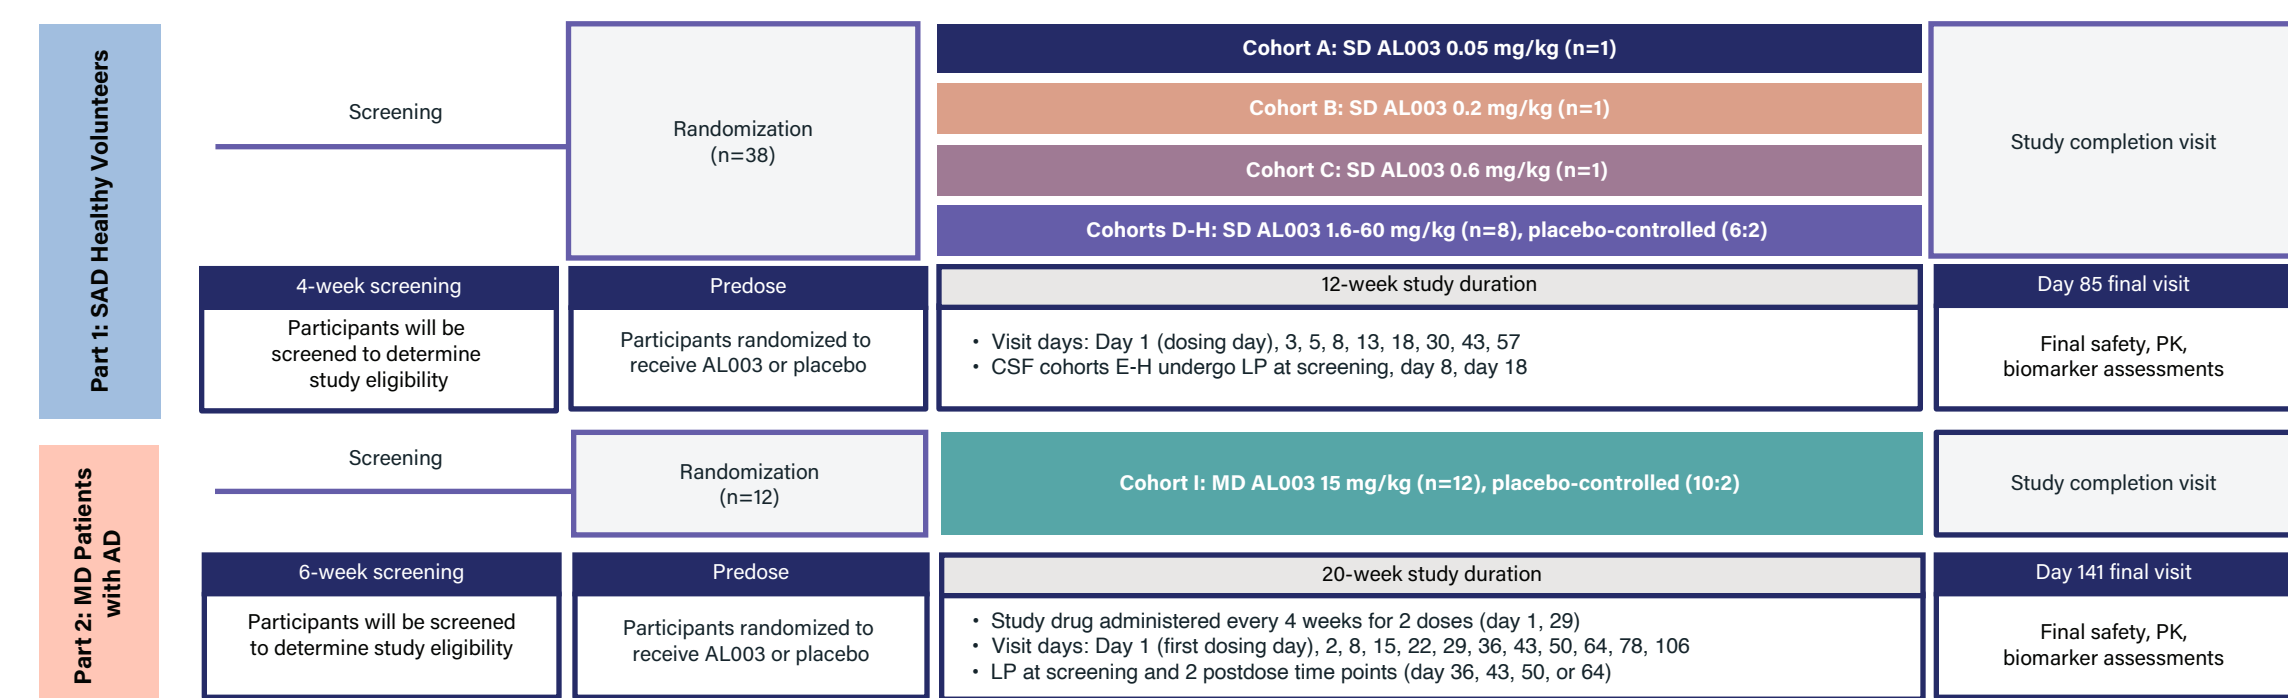 Part 1: SAD Healthy Volunteers
Screening
Randomization
(n=38)
Cohort A: SD AL003 0.05 mg/kg (n=1)
Cohort B: SD AL003 0.2 mg/kg (n=1)
Cohort C: SD AL003 0.6 mg/kg (n=1)
Cohorts D-H: SD AL003 1.6-60 mg/kg (n=8), placebo-controlled (6:2)
Study completion visit
4-week screening
Participants will be
screened to determine
study eligibility
Predose
Participants randomized to
receive AL003 or placebo
12-week study duration
• Visit days: Day 1 (dosing day), 3, 5, 8, 13, 18, 30, 43, 57
• CSF cohorts E-H undergo LP at screening, day 8, day 18
Day 85 final visit
Final safety, PK,
biomarker assessments
Part 2: MD Patients
with AD
Screening
Randomization
(n=12)
Cohort I: MD AL003 15 mg/kg (n=12), placebo-controlled (10:2)
Study completion visit
6-week screening
Participants will be screened
to determine study eligibility
Predose
Participants randomized to
receive AL003 or placebo
20-week study duration
• Study drug administered every 4 weeks for 2 doses (day 1, 29)
• Visit days: Day 1 (first dosing day), 2, 8, 15, 22, 29, 36, 43, 50, 64, 78, 106
• LP at screening and 2 postdose time points (day 36, 43, 50, or 64)
Day 141 final visit
Final safety, PK,
biomarker assessments